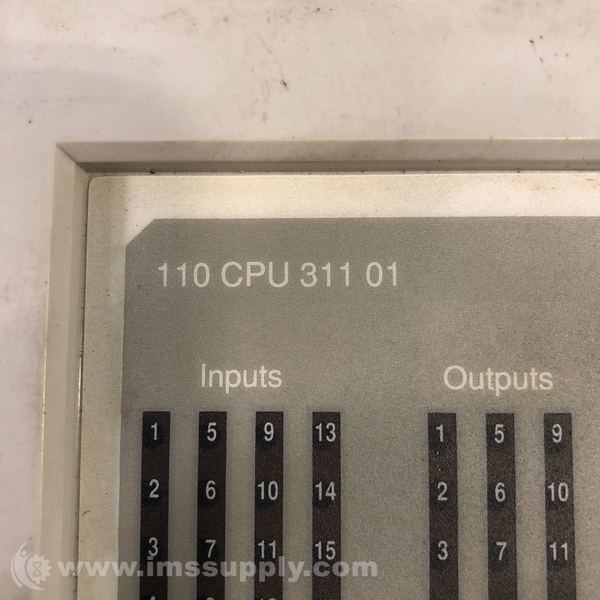 110 CPU 311 01
Inputs Outputs
1 5 9 13 1 5 9
2 6 10 14 2 6 10
3 7 11 15 3 7 11
www.imssupply.com